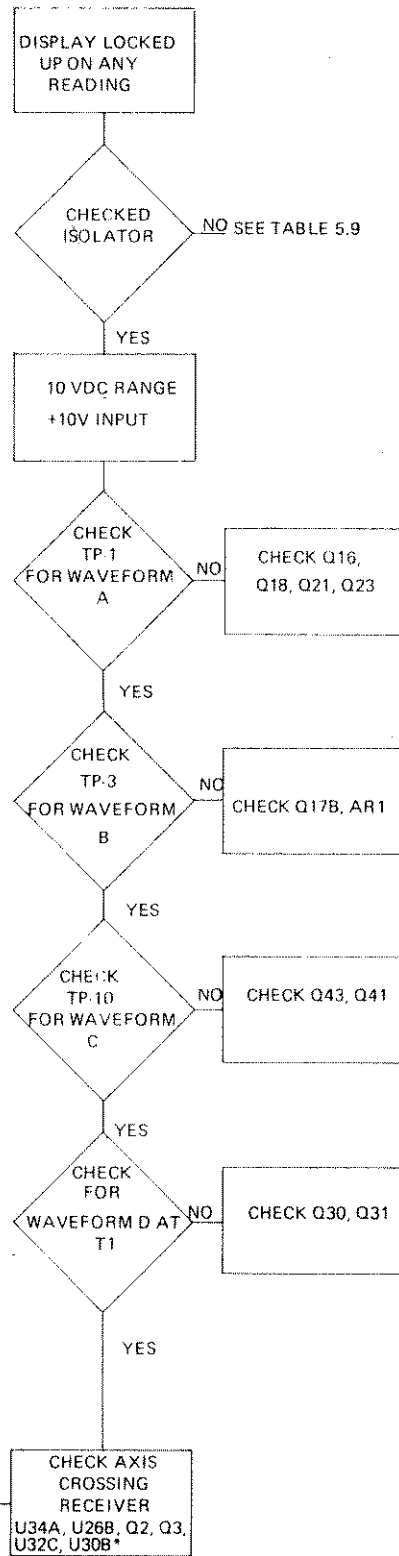 DISPLAY LOCKED
UP ON ANY
READING
CHECKED
ISOLATOR
NO SEE TABLE 5.9
YES
10 VDC RANGE
+10V INPUT
CHECK
TP-1
FOR WAVEFORM
A
NO
CHECK Q16,
Q18, Q21, Q23
YES
CHECK
TP-3
FOR WAVEFORM
B
NO
CHECK Q17B, AR1
YES
CHECK
TP-10
FOR WAVEFORM
C
NO
CHECK Q43, Q41
YES
CHECK
FOR
WAVEFORM D AT
T1
NO
CHECK Q30, Q31
YES
CHECK AXIS
CROSSING
RECEIVER
U34A, U26B, Q2, Q3,
U32C, U30B*